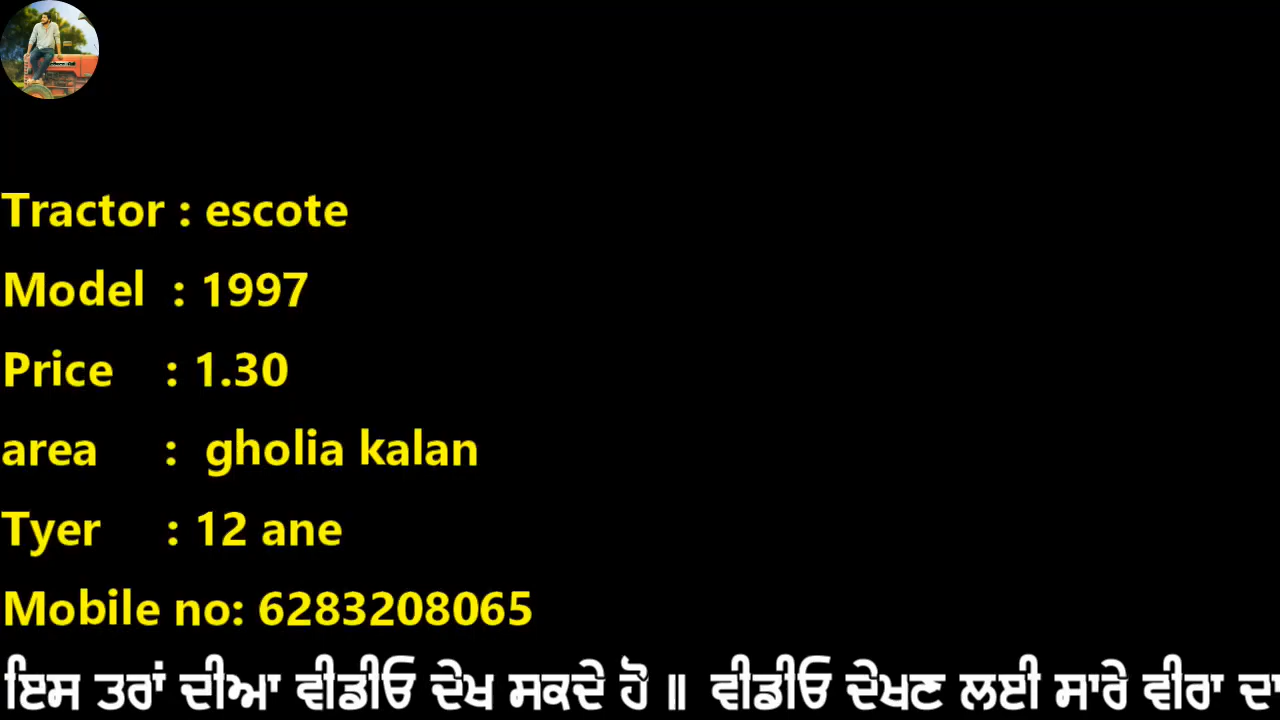 Tractor : escote
Model : 1997
Price : 1.30
area : gholia kalan
Tyer : 12 ane
Mobile no: 6283208065
ਇਸ ਤਰਾਂ ਦੀਆ ਵੀਡੀਓ ਦੇਖ ਸਕਦੇ ਹੋ ॥ ਵੀਡੀਓ ਦੇਖਣ ਲਈ ਸਾਰੇ ਵੀਰਾ ਦਾ